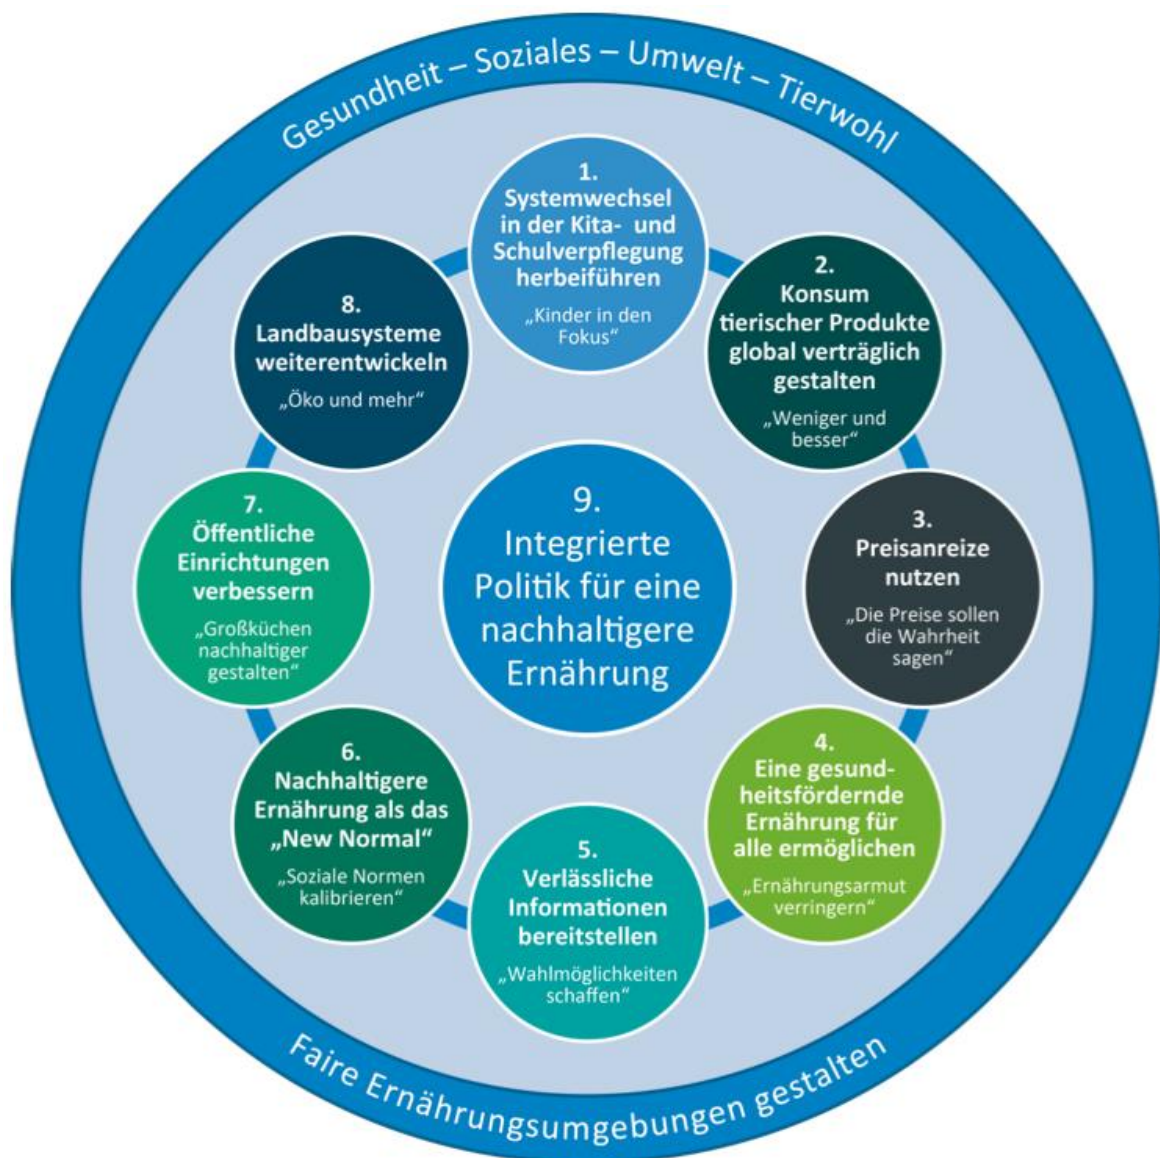 Gesundheit – Soziales – Umwelt – Tierwohl
1.
Systemwechsel
in der Kita- und
Schulverpflegung
herbeiführen
„Kinder in den
Fokus“
2.
Konsum
tierischer Produkte
global verträglich
gestalten
„Weniger und
besser“
3.
Preisanreize
nutzen
„Die Preise sollen
die Wahrheit
sagen“
4.
Eine gesund-
heitsfördernde
Ernährung für
alle ermöglichen
„Ernährungsarmut
verringern“
5.
Verlässliche
Informationen
bereitstellen
„Wahlmöglichkeiten
schaffen“
6.
Nachhaltigere
Ernährung als das
„New Normal“
„Soziale Normen
kalibrieren“
7.
Öffentliche
Einrichtungen
verbessern
„Großküchen
nachhaltiger
gestalten“
8.
Landbausysteme
weiterentwickeln
„Öko und mehr“
9.
Integrierte
Politik für eine
nachhaltigere
Ernährung
Faire Ernährungsumgebungen gestalten